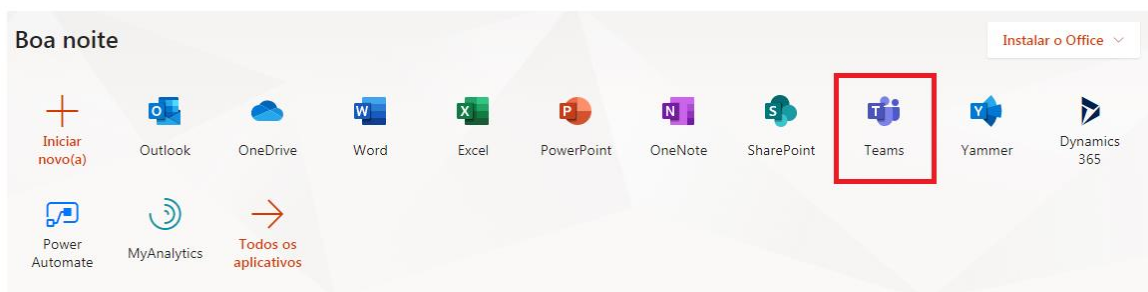 Boa noite
Instalar o Office
Iniciar
novo(a)
Outlook
OneDrive
Word
Excel
PowerPoint
OneNote
SharePoint
Teams
Yammer
Dynamics
365
Power
Automate
MyAnalytics
Todos os
aplicativos